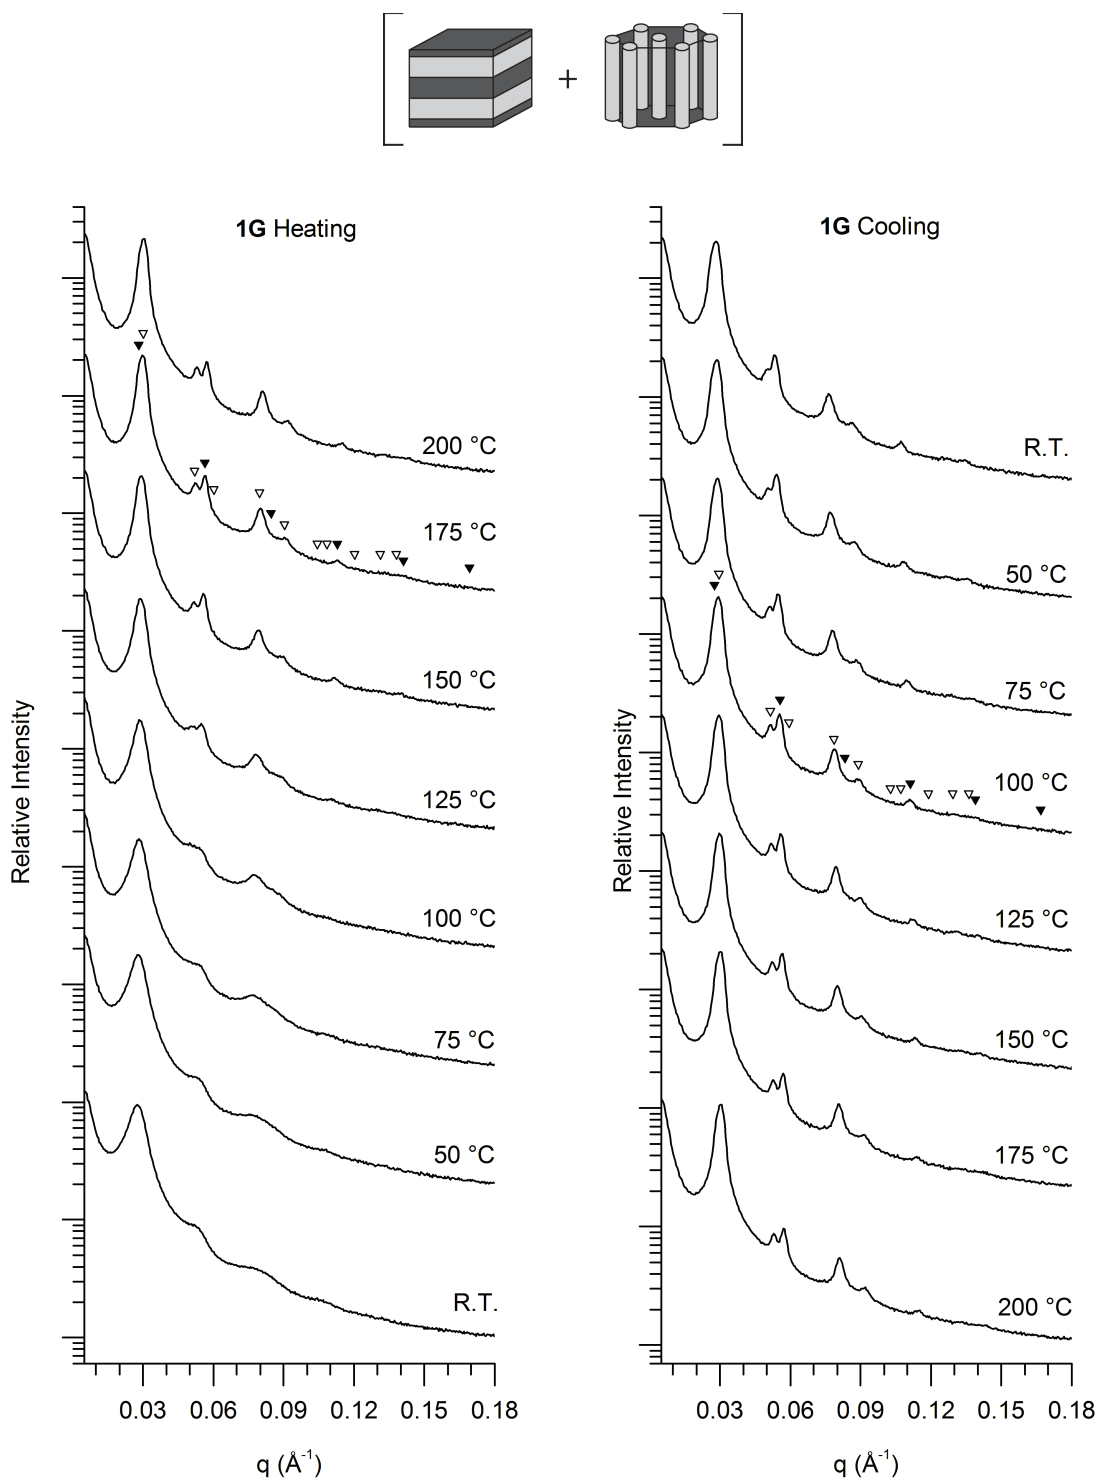 +
1G Heating
200 °C
175 °C
150 °C
125 °C
100 °C
75 °C
50 °C
R.T.
Relative Intensity
0.03 0.06 0.09 0.12 0.15 0.18
q (Å-1)
1G Cooling
R.T.
50 °C
75 °C
100 °C
125 °C
150 °C
175 °C
200 °C
Relative Intensity
0.03 0.06 0.09 0.12 0.15 0.18
q (Å-1)